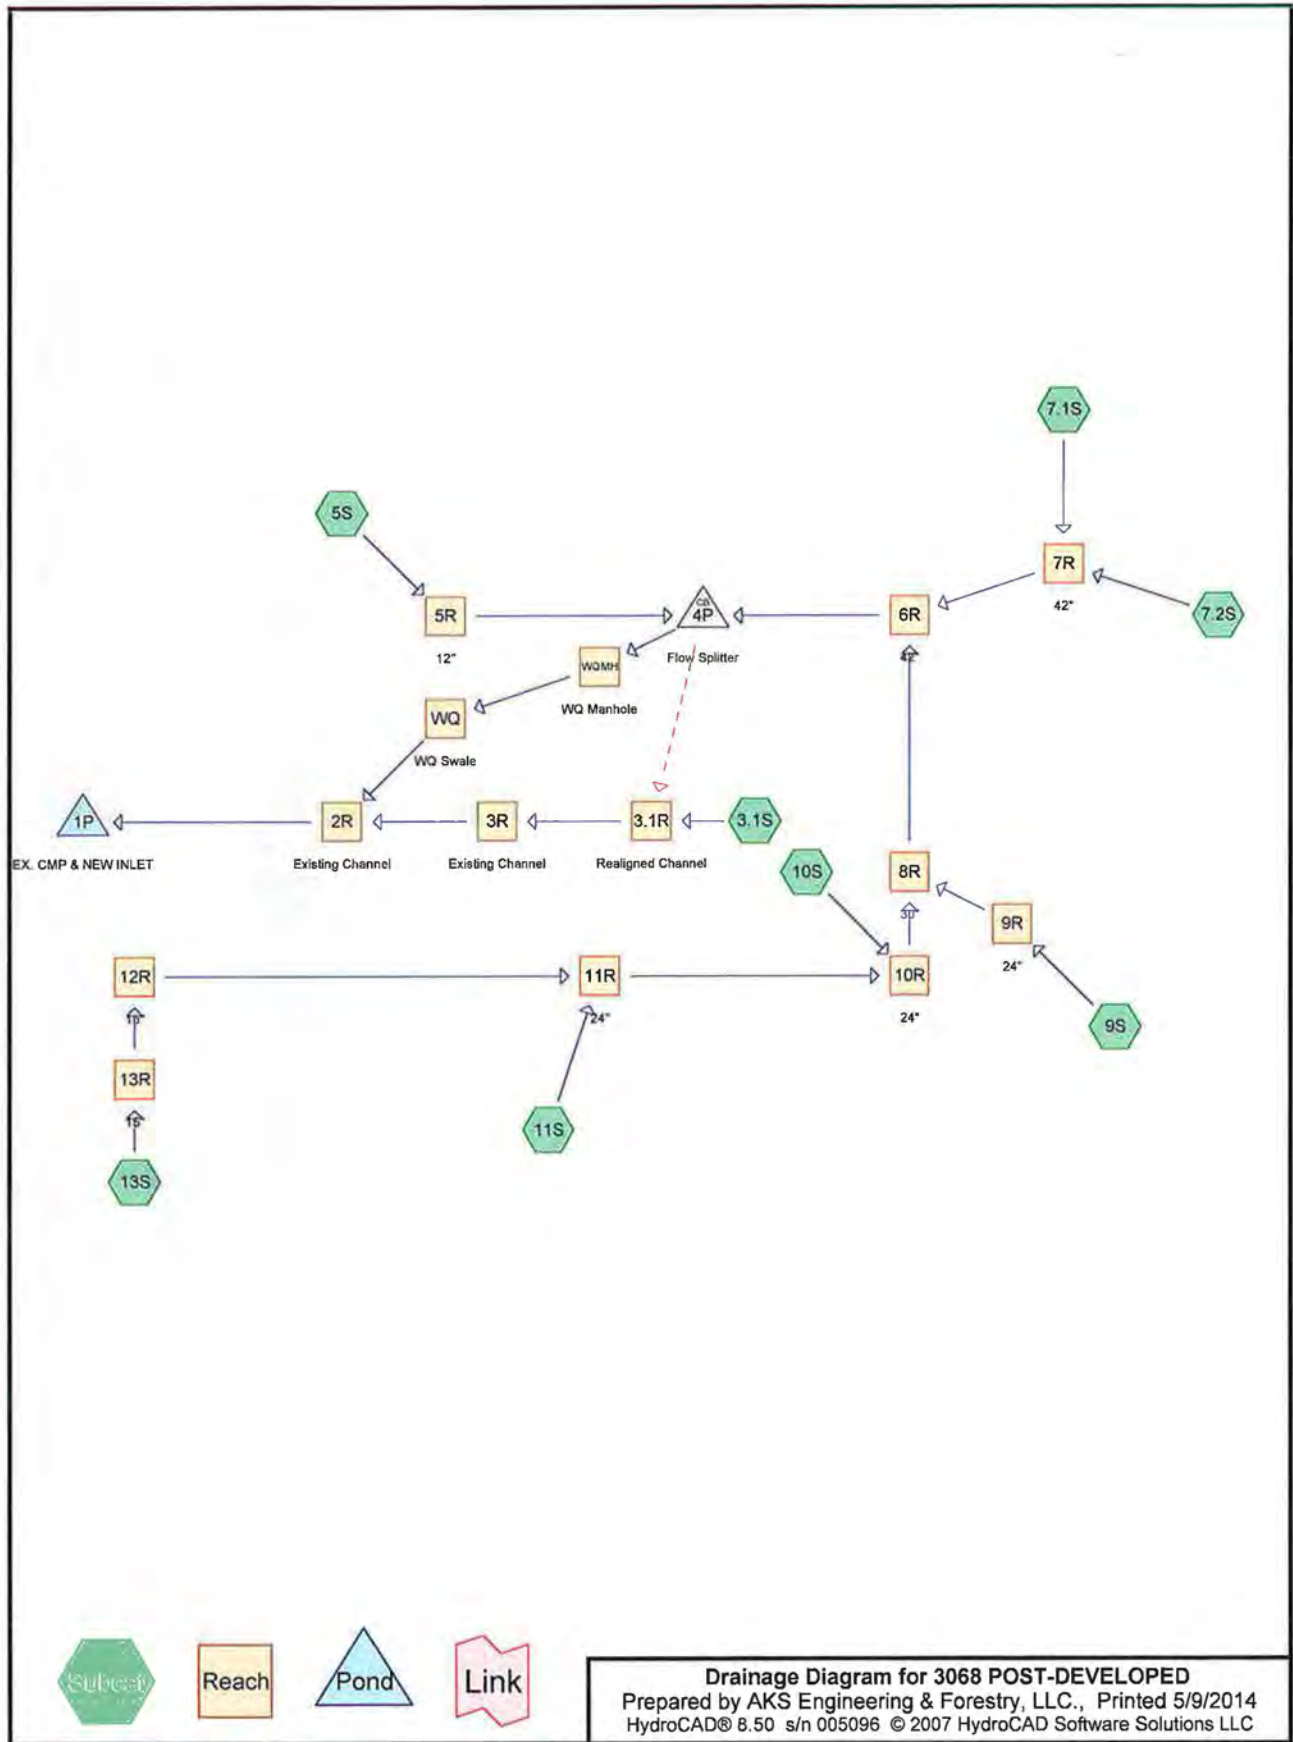 7.1S
5S
7R
42"
7.2S
5R
12"
CB
4P
Flow Splitter
6R
42"
WQMH
WQ Manhole
WQ
WQ Swale
1P
EX. CMP & NEW INLET
2R
Existing Channel
3R
Existing Channel
3.1R
Realigned Channel
3.1S
10S
8R
30"
9R
24"
9S
12R
11R
24"
10R
24"
13R
15"
11S
13S
Subcat
Reach
Pond
Link
Drainage Diagram for 3068 POST-DEVELOPED
Prepared by AKS Engineering & Forestry, LLC., Printed 5/9/2014
HydroCAD® 8.50 s/n 005096 © 2007 HydroCAD Software Solutions LLC